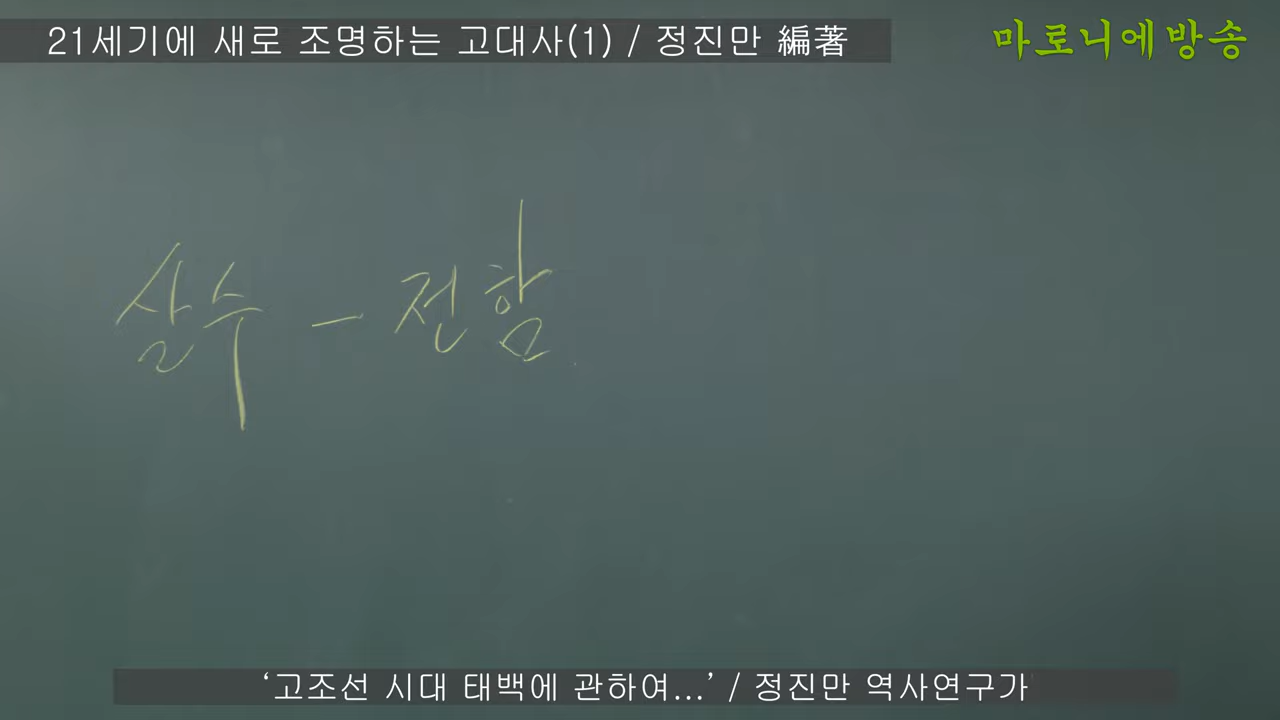 21세기에 새로 조명하는 고대사(1) / 정진만 編著
마로니에방송
살수 - 전함
‘고조선 시대 태백에 관하여...’ / 정진만 역사연구가